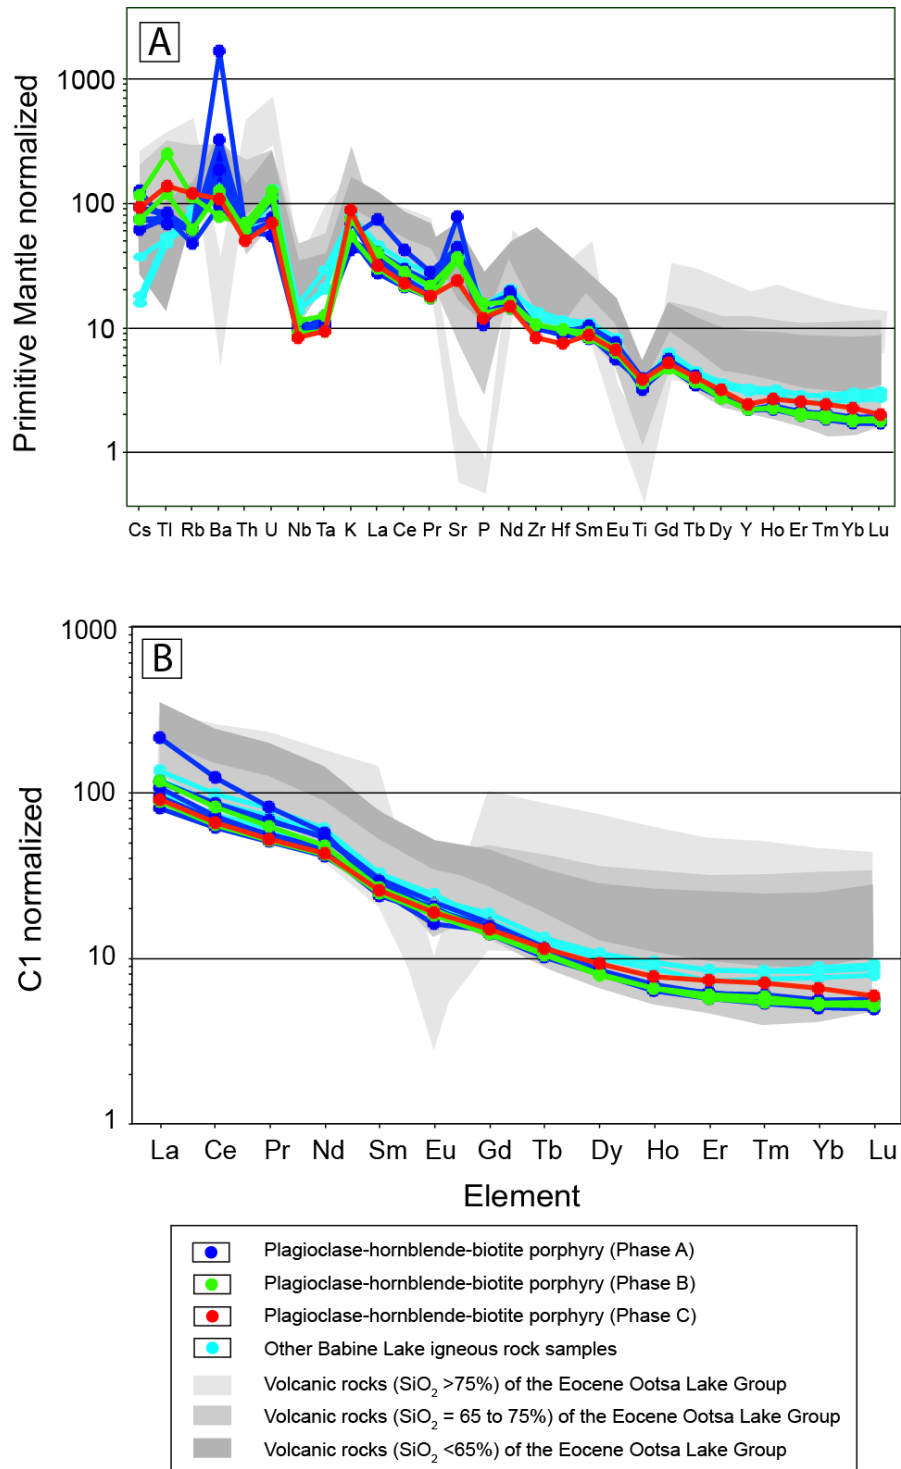 A
Primitive Mantle normalized
1000
100
10
1
Cs Tl Rb Ba Th U Nb Ta K La Ce Pr Sr P Nd Zr Hf Sm Eu Ti Gd Tb Dy Y Ho Er Tm Yb Lu
B
C1 normalized
1000
100
10
1
La Ce Pr Nd Sm Eu Gd Tb Dy Ho Er Tm Yb Lu
Element
Plagioclase-hornblende-biotite porphyry (Phase A)
Plagioclase-hornblende-biotite porphyry (Phase B)
Plagioclase-hornblende-biotite porphyry (Phase C)
Other Babine Lake igneous rock samples
Volcanic rocks (SiO₂ >75%) of the Eocene Ootsa Lake Group
Volcanic rocks (SiO₂ = 65 to 75%) of the Eocene Ootsa Lake Group
Volcanic rocks (SiO₂ <65%) of the Eocene Ootsa Lake Group